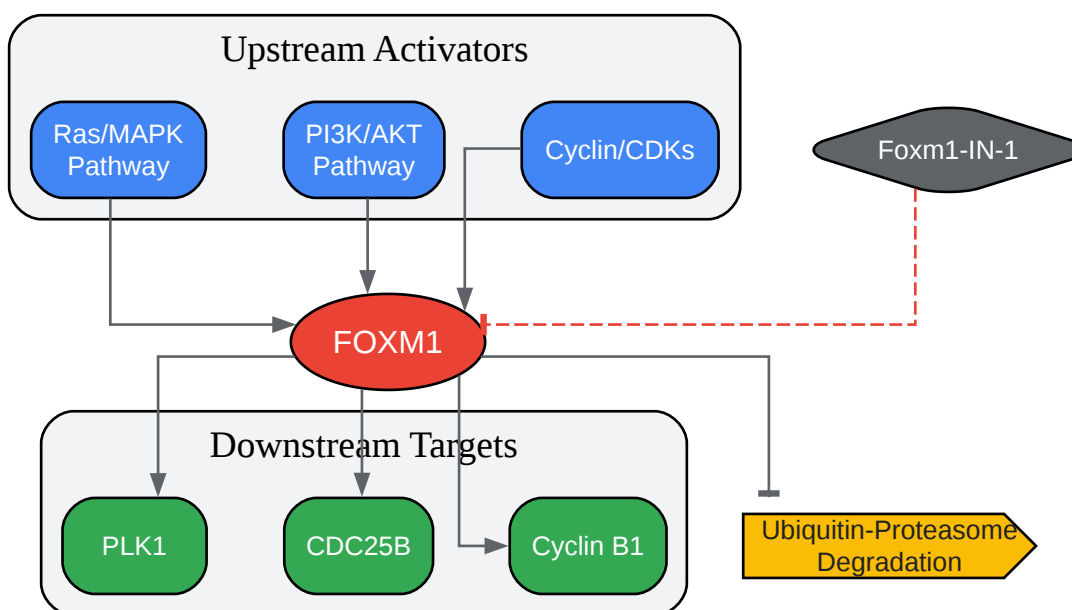 Upstream Activators
Ras/MAPK
Pathway
PI3K/AKT
Pathway
Cyclin/CDKs
Foxm1-IN-1
FOXM1
Downstream Targets
PLK1
CDC25B
Cyclin B1
Ubiquitin-Proteasome
Degradation